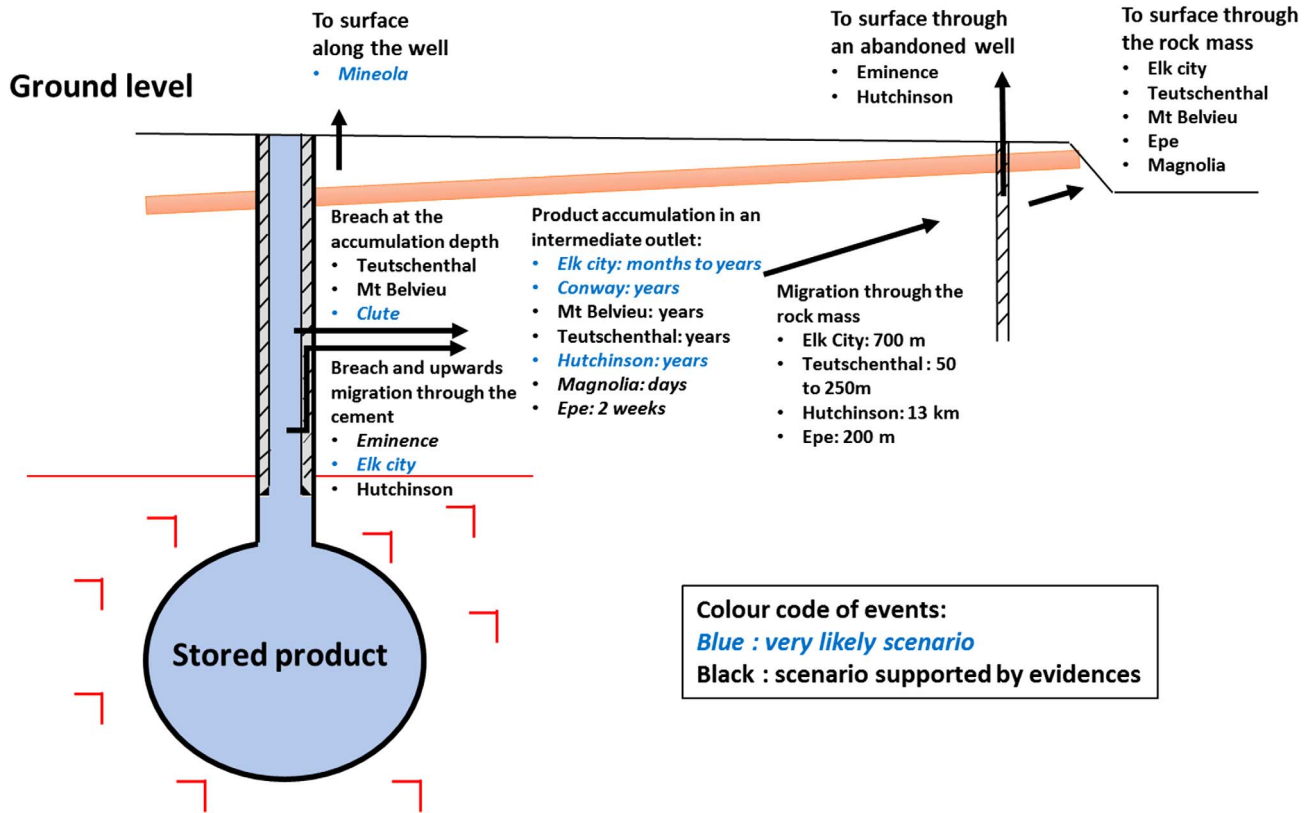 To surface
along the well
• Mineola
Ground level
To surface through
an abandoned well
• Eminence
• Hutchinson
To surface through
the rock mass
• Elk city
• Teutschenthal
• Mt Belvieu
• Epe
• Magnolia
Breach at the
accumulation depth
• Teutschenthal
• Mt Belvieu
• Clute
Breach and upwards
migration through the
cement
• Eminence
• Elk city
• Hutchinson
Product accumulation in an
intermediate outlet:
• Elk city: months to years
• Conway: years
• Mt Belvieu: years
• Teutschenthal: years
• Hutchinson: years
• Magnolia: days
• Epe: 2 weeks
Migration through the
rock mass
• Elk City: 700 m
• Teutschenthal : 50
to 250m
• Hutchinson: 13 km
• Epe: 200 m
Stored product
Colour code of events:
Blue : very likely scenario
Black : scenario supported by evidences